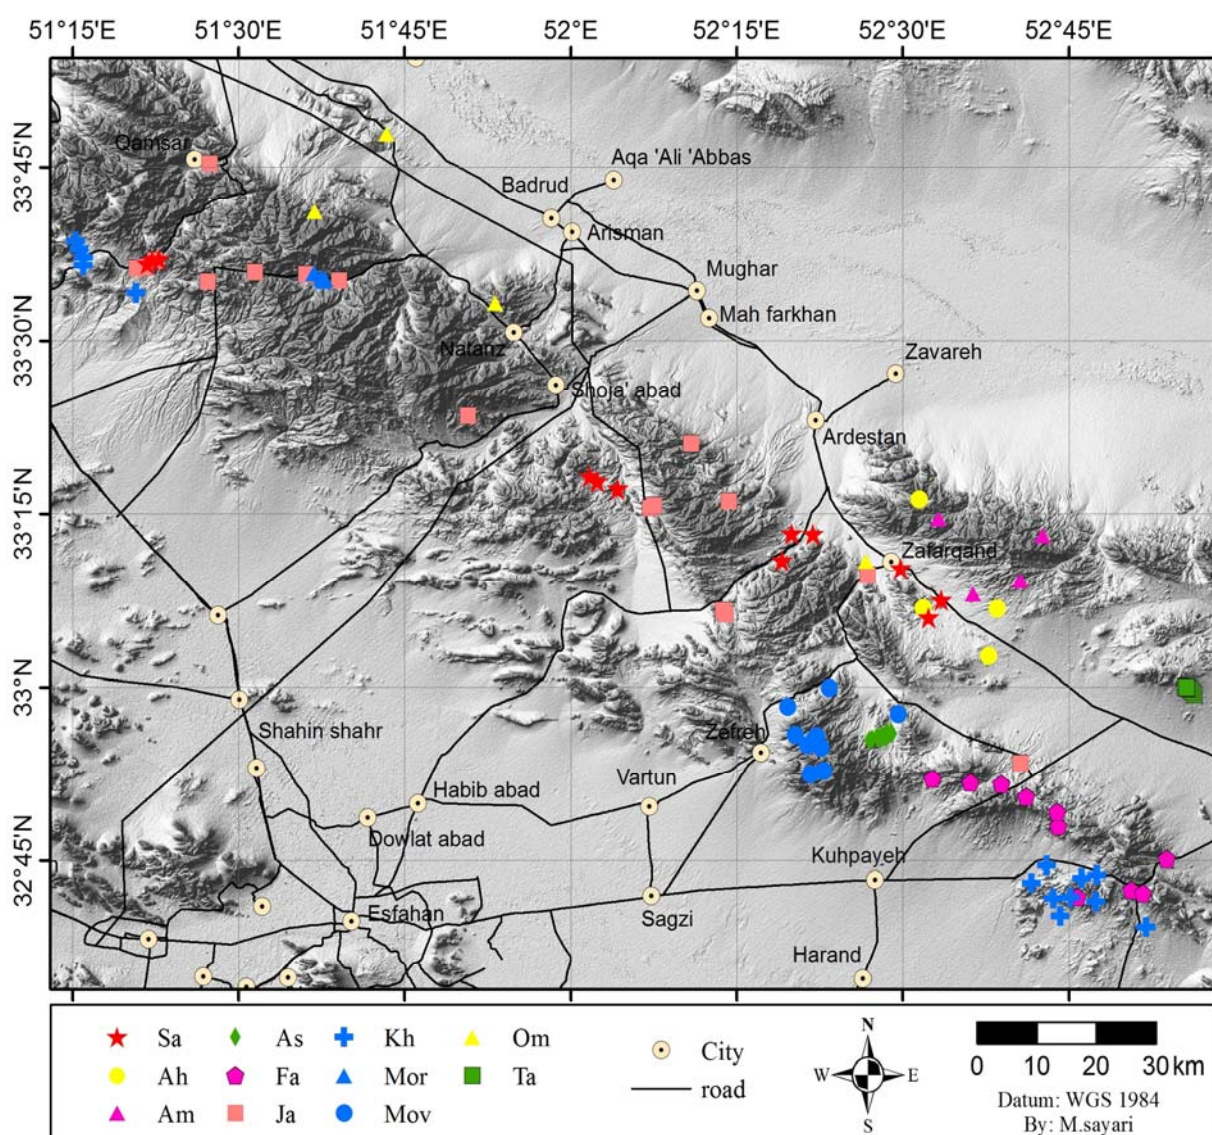 51°15'E 51°30'E 51°45'E 52°E 52°15'E 52°30'E 52°45'E
33°45'N
33°30'N
33°15'N
33°N
32°45'N
Qamsar
Aqa 'Ali 'Abbas
Badrud
Arisman
Mughar
Mah farkhan
Natanz
Zavareh
Shoja' abad
Ardestan
Zafarqand
Shahin shahr
Zefreh
Vartun
Habib abad
Dowlat abad
Kuhpayeh
Esfahan
Sagzi
Harand
Sa As Kh Om
Ah Fa Mor Ta
Am Ja Mov
City
road
N
W E
S
0 10 20 30 km
Datum: WGS 1984
By: M.sayari